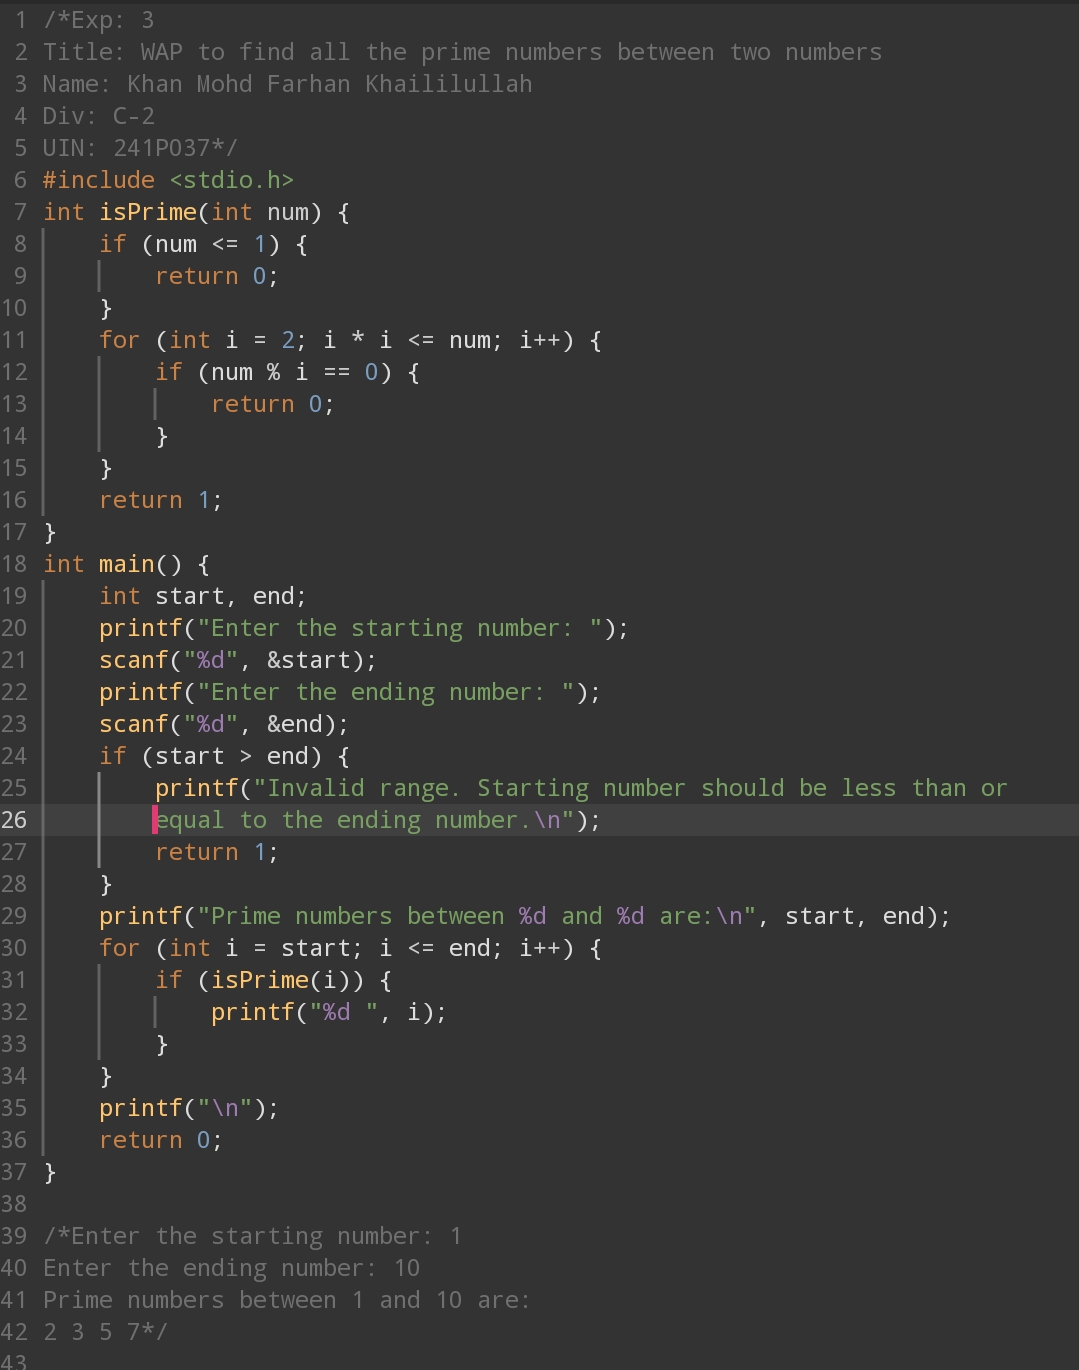 1 /*Exp: 3
2 Title: WAP to find all the prime numbers between two numbers
3 Name: Khan Mohd Farhan Khaililullah
4 Div: C-2
5 UIN: 241P037*/
6 #include <stdio.h>
7 int isPrime(int num) {
8     if (num <= 1) {
9         return 0;
10     }
11     for (int i = 2; i * i <= num; i++) {
12         if (num % i == 0) {
13             return 0;
14         }
15     }
16     return 1;
17 }
18 int main() {
19     int start, end;
20     printf("Enter the starting number: ");
21     scanf("%d", &start);
22     printf("Enter the ending number: ");
23     scanf("%d", &end);
24     if (start > end) {
25         printf("Invalid range. Starting number should be less than or
26         equal to the ending number.\n");
27         return 1;
28     }
29     printf("Prime numbers between %d and %d are:\n", start, end);
30     for (int i = start; i <= end; i++) {
31         if (isPrime(i)) {
32             printf("%d ", i);
33         }
34     }
35     printf("\n");
36     return 0;
37 }
38
39 /*Enter the starting number: 1
40 Enter the ending number: 10
41 Prime numbers between 1 and 10 are:
42 2 3 5 7*/
43